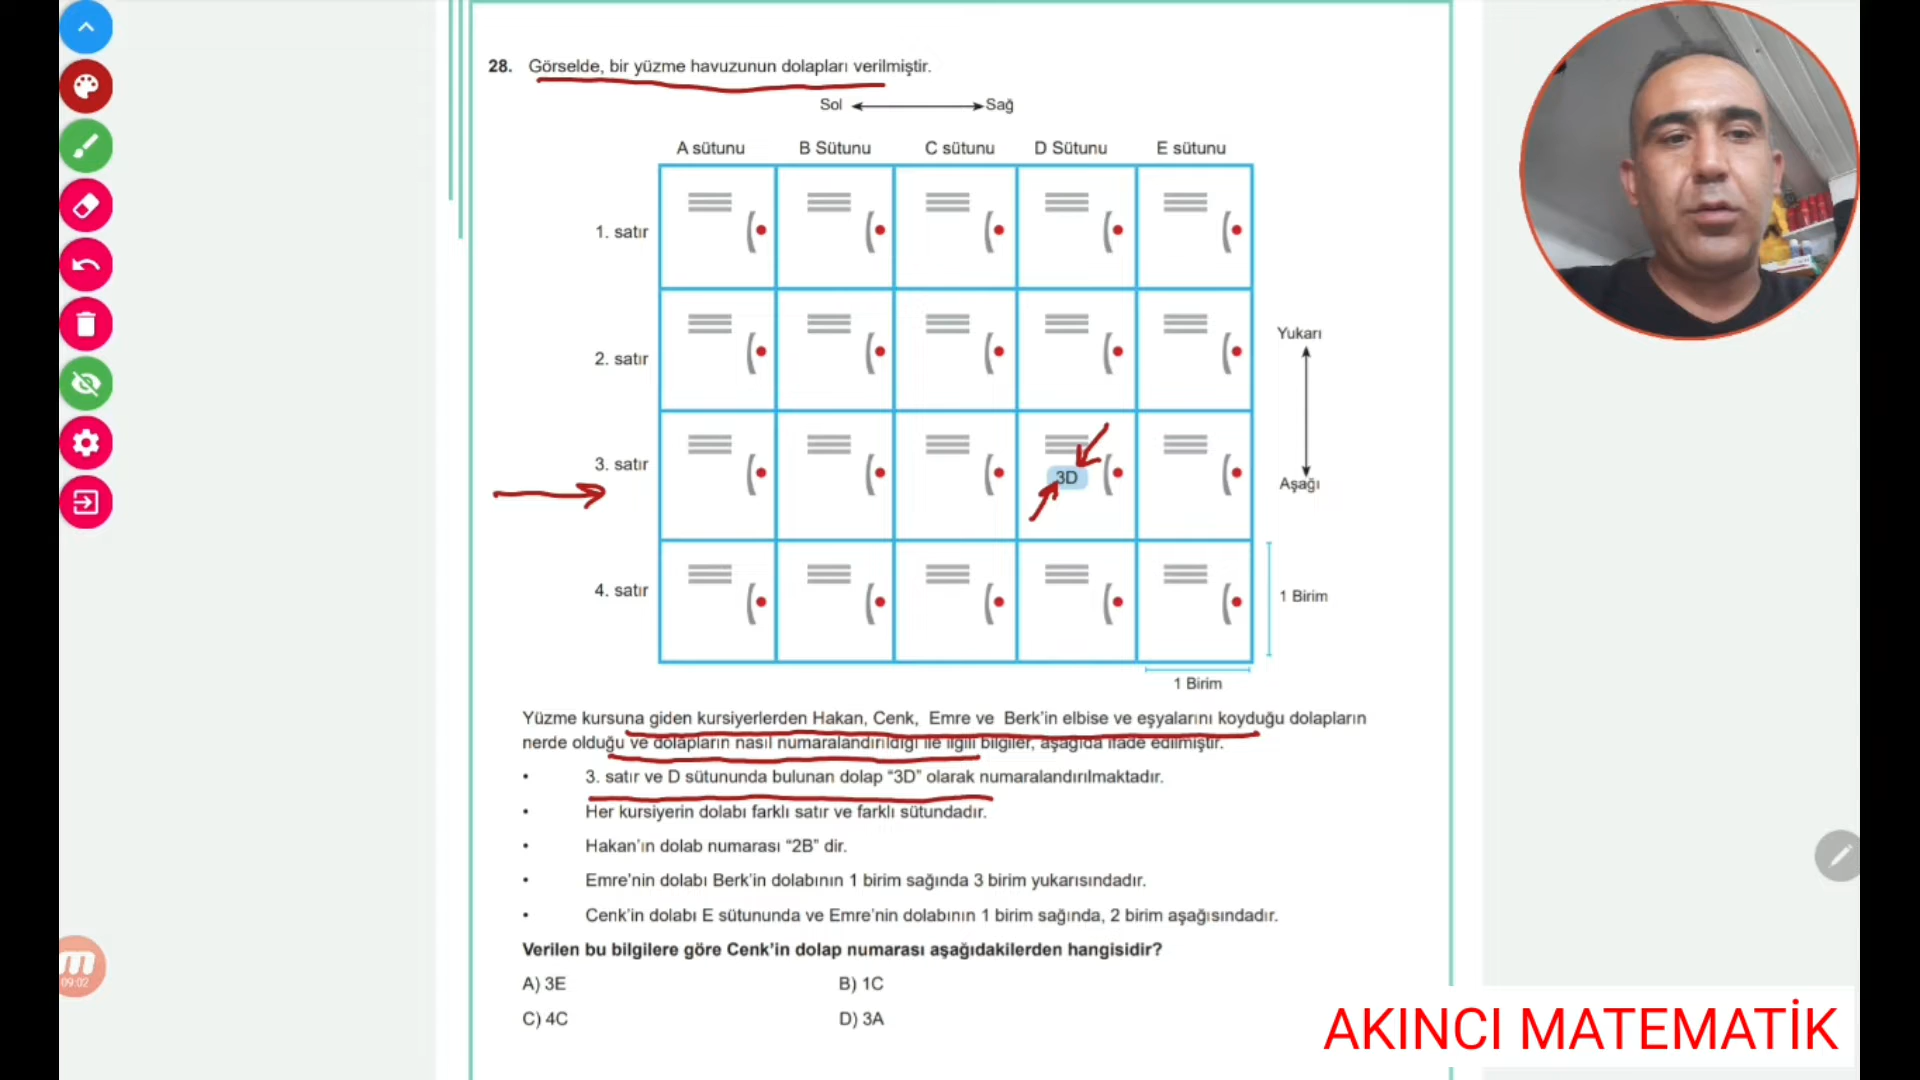 28. Görselde, bir yüzme havuzunun dolapları verilmiştir.
Sol Sağ
A sütunu B Sütunu C sütunu D Sütunu E sütunu
1. satır
2. satır
Yukarı
3. satır
3D
Aşağı
4. satır
1 Birim
1 Birim
Yüzme kursuna giden kursiyerlerden Hakan, Cenk, Emre ve Berk'in elbise ve eşyalarını koyduğu dolapların
nerde olduğu ve dolapların nasıl numaralandırıldığı ile ilgili bilgiler, aşağıda ifade edilmiştir.
• 3. satır ve D sütununda bulunan dolap “3D” olarak numaralandırılmaktadır.
• Her kursiyerin dolabı farklı satır ve farklı sütundadır.
• Hakan'ın dolab numarası “2B” dir.
• Emre'nin dolabı Berk'in dolabının 1 birim sağında 3 birim yukarısındadır.
• Cenk'in dolabı E sütununda ve Emre'nin dolabının 1 birim sağında, 2 birim aşağısındadır.
Verilen bu bilgilere göre Cenk'in dolap numarası aşağıdakilerden hangisidir?
A) 3E B) 1C
C) 4C D) 3A
m
09:02
AKINCI MATEMATİK